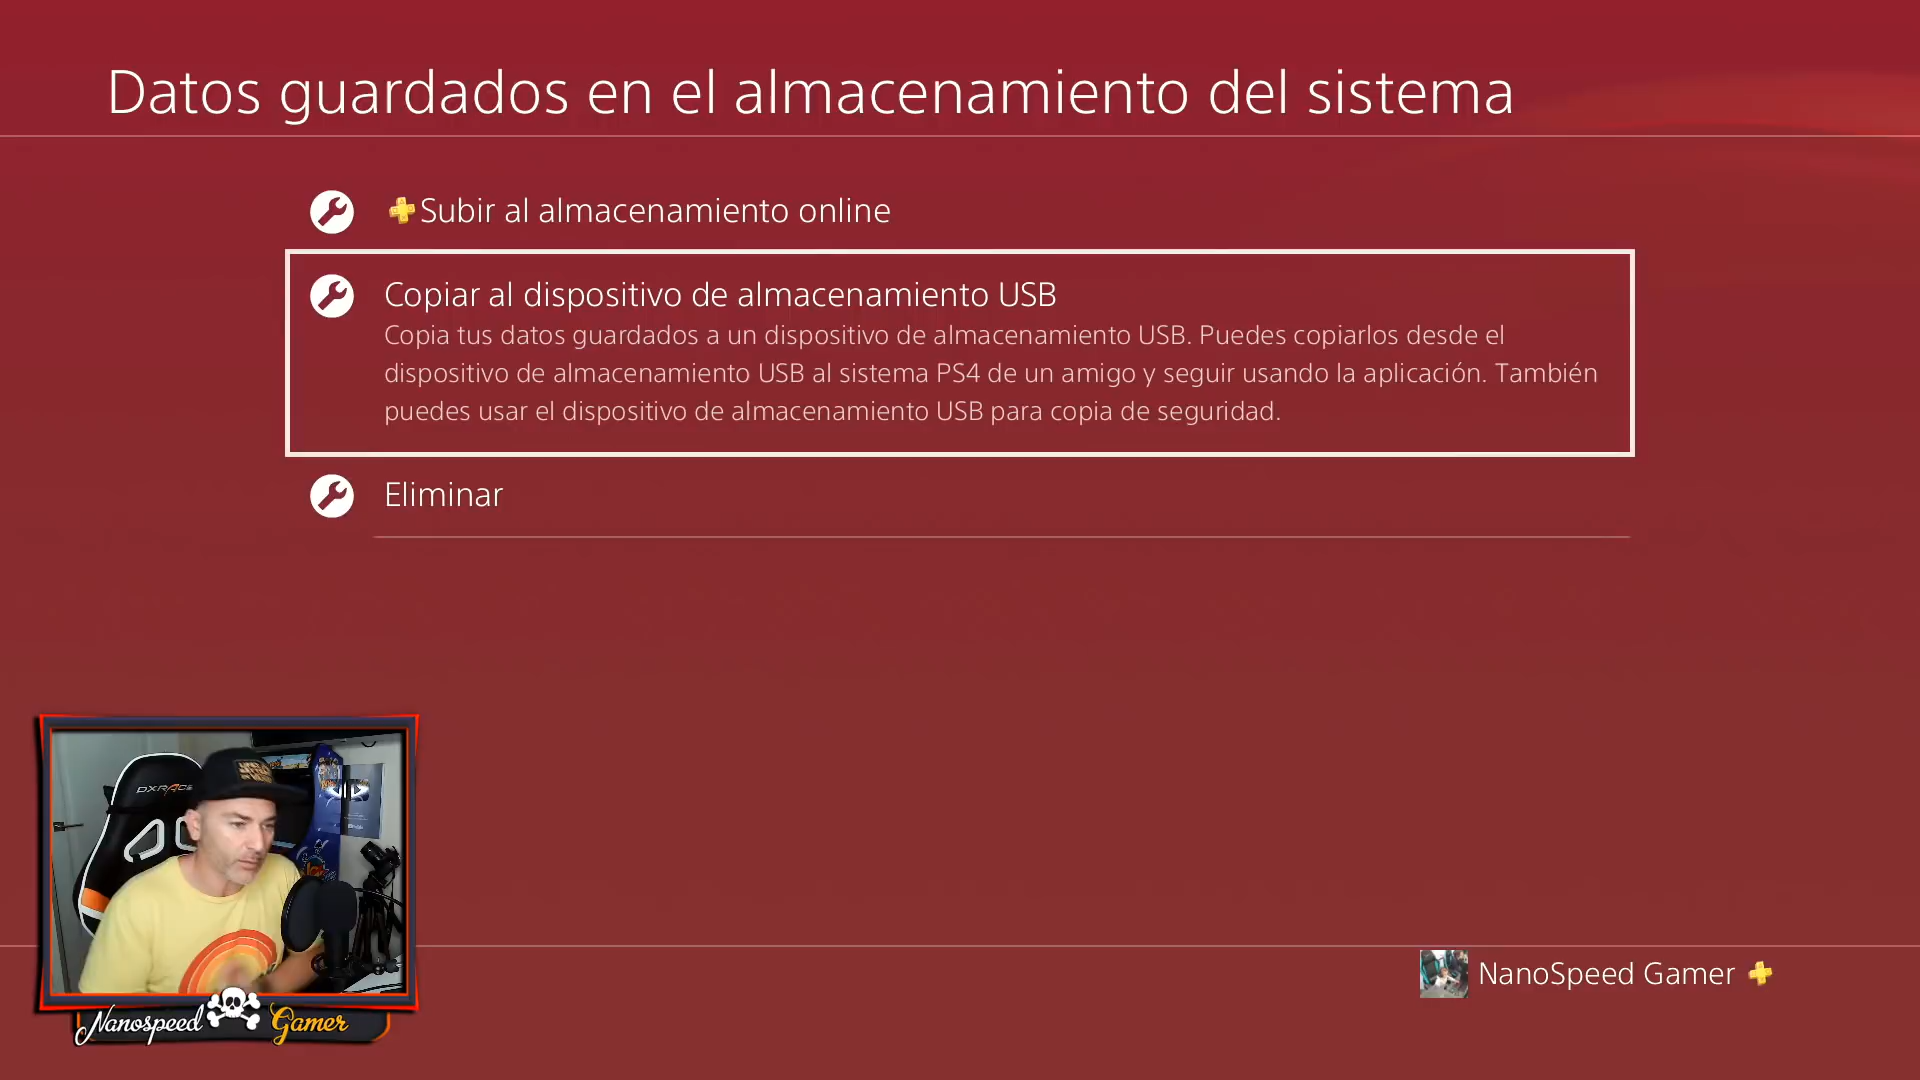 Datos guardados en el almacenamiento del sistema
Subir al almacenamiento online
Copiar al dispositivo de almacenamiento USB
Copia tus datos guardados a un dispositivo de almacenamiento USB. Puedes copiarlos desde el
dispositivo de almacenamiento USB al sistema PS4 de un amigo y seguir usando la aplicación. También
puedes usar el dispositivo de almacenamiento USB para copia de seguridad.
Eliminar
NanoSpeed Gamer
Nanospeed Gamer